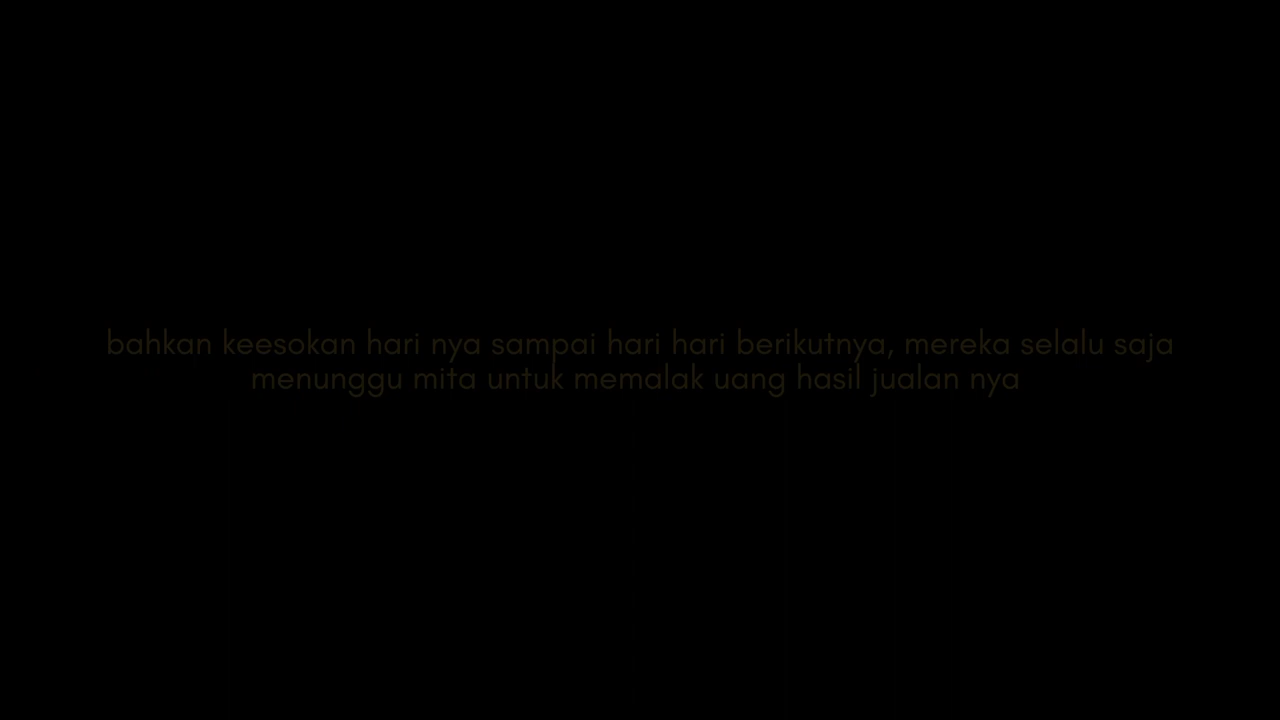 bahkan keesokan hari nya sampai hari hari berikutnya, mereka selalu saja
menunggu mita untuk memalak uang hasil jualan nya